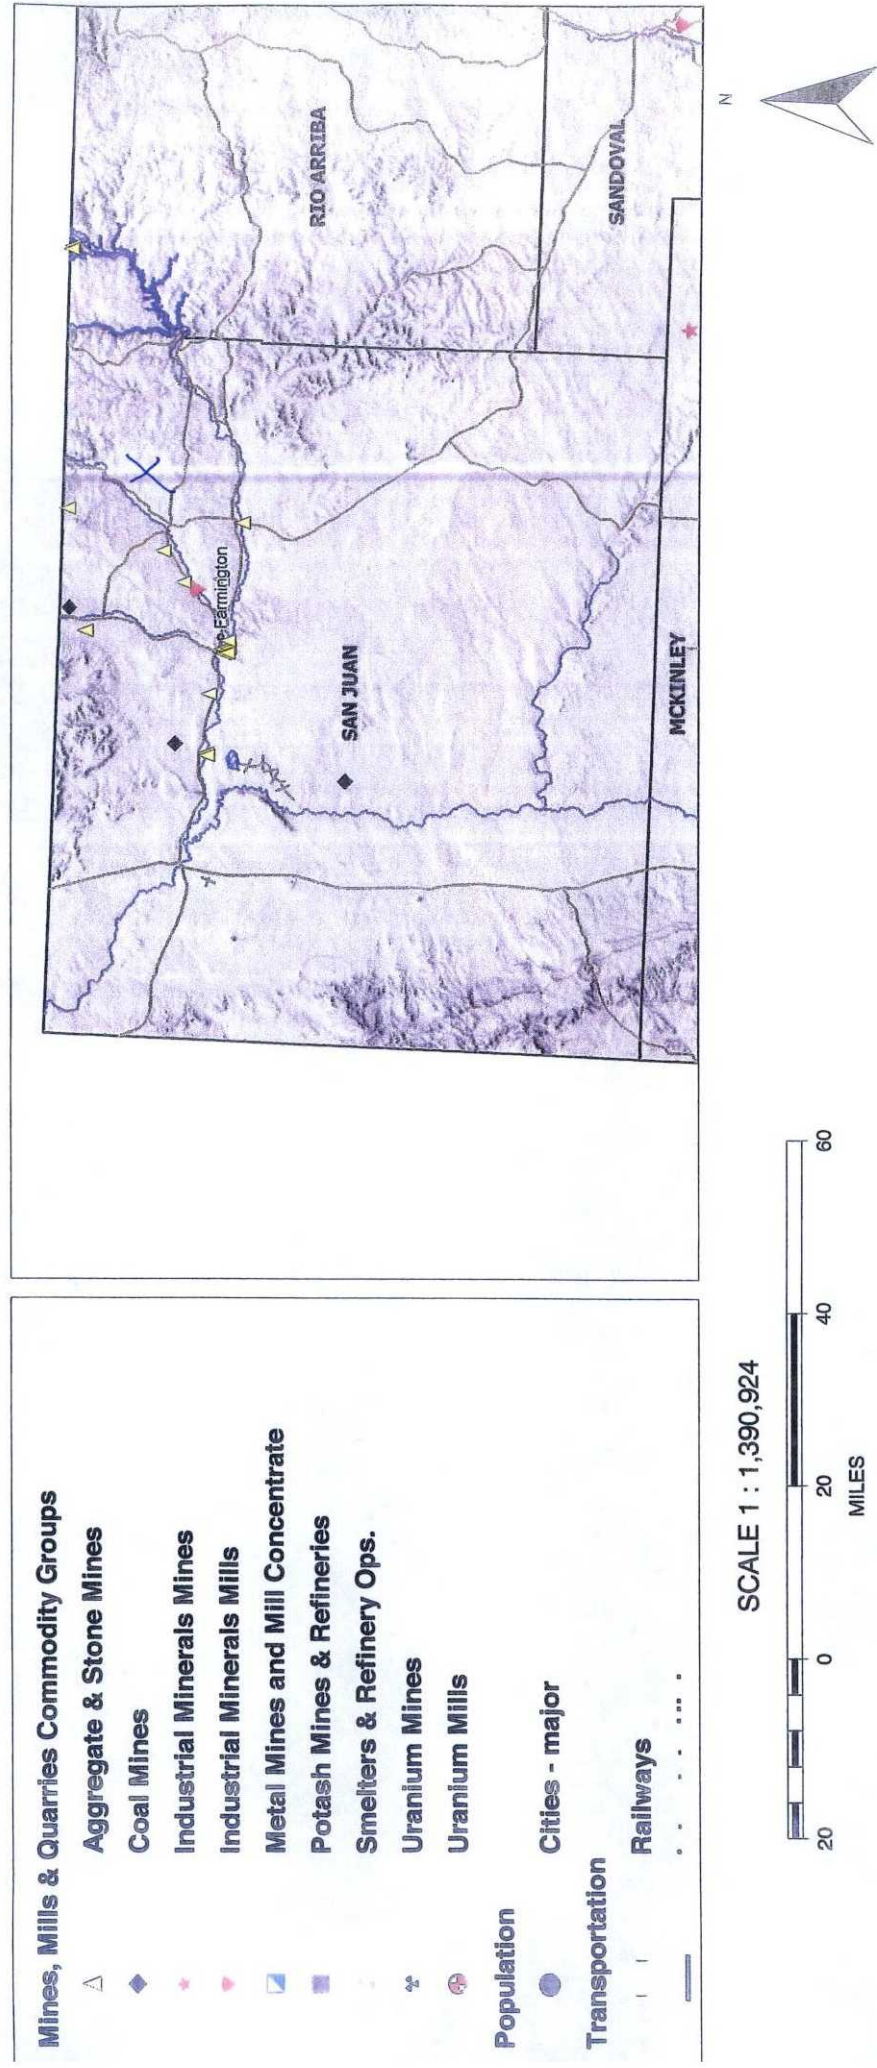 Mines, Mills & Quarries Commodity Groups
Aggregate & Stone Mines
Coal Mines
Industrial Minerals Mines
Industrial Minerals Mills
Metal Mines and Mill Concentrate
Potash Mines & Refineries
Smelters & Refinery Ops.
Uranium Mines
Uranium Mills
Population
Cities - major
Transportation
Railways
RIO ARRIBA
SANDOVAL
Farmington
SAN JUAN
MCKINLEY
N
SCALE 1 : 1,390,924
20 0 20 40 60
MILES